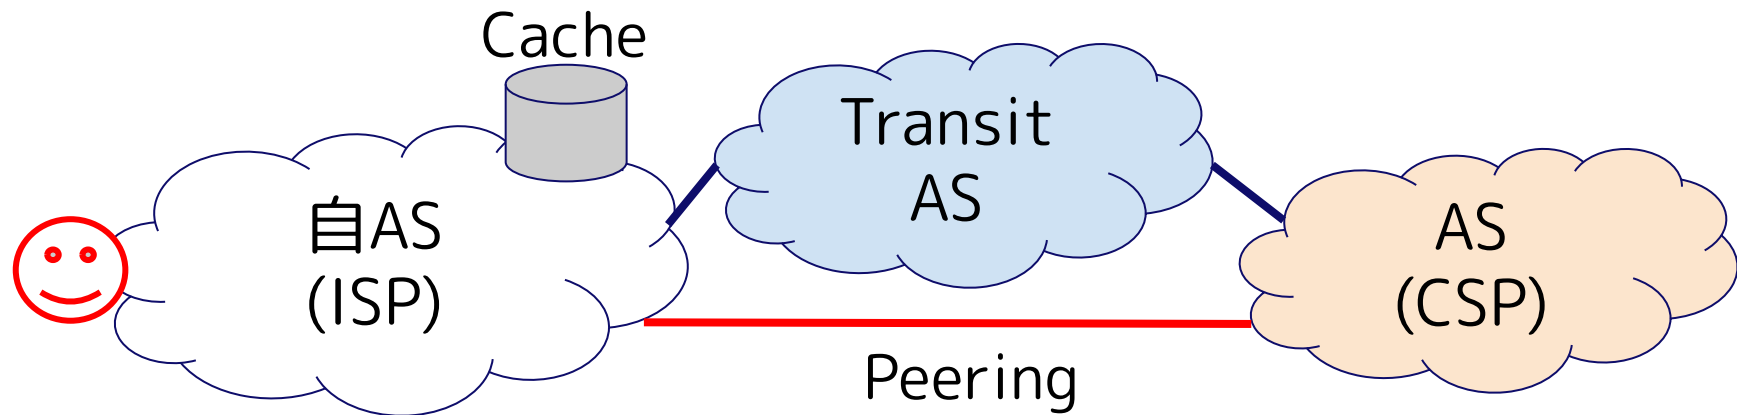 Cache
Transit
AS
自AS
(ISP)
AS
(CSP)
Peering